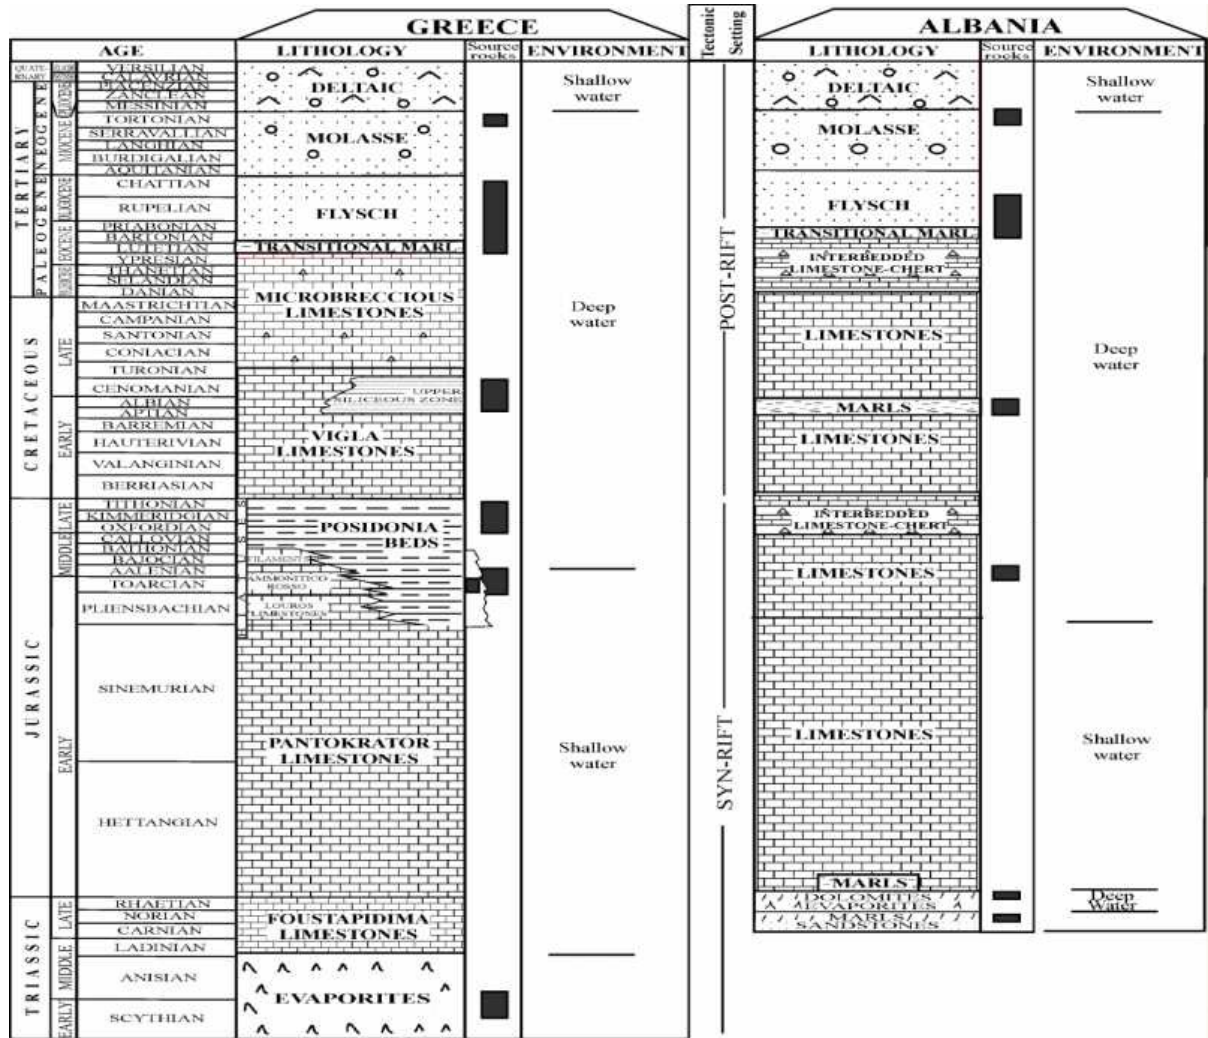 GREECE
Tectonic Setting
ALBANIA
AGE
LITHOLOGY
Source rocks
ENVIRONMENT
LITHOLOGY
Source rocks
ENVIRONMENT
TERTIARY
NEOGENE
PALEOGENE
CRETACEOUS
JURASSIC
TRIASSIC
MIOCENE
OLIGOCENE
EOCENE
LATE
EARLY
LATE
MIDDLE
EARLY
LATE
MIDDLE
EARLY
VERSILIAN
CALAVRIAN
PIACENZIAN
ZANCLEAN
MESSINIAN
TORTONIAN
SERRAVALLIAN
LANGHIAN
BURDIGALIAN
AQUITANIAN
CHATTIAN
RUPELIAN
PRIABONIAN
BARTONIAN
LUTETIAN
YPRESIAN
THANETIAN
SELANDIAN
DANIAN
MAASTRICHTIAN
CAMPANIAN
SANTONIAN
CONIACIAN
TURONIAN
CENOMANIAN
ALBIAN
APTIAN
BARREMIAN
HAUTERIVIAN
VALANGINIAN
BERRIASIAN
TITHONIAN
KIMMERIDGIAN
OXFORDIAN
CALLOVIAN
BATHONIAN
BAJOCIAN
AALENIAN
TOARCIAN
PLIENSBACHIAN
SINEMURIAN
HETTANGIAN
RHAETIAN
NORIAN
CARNIAN
LADINIAN
ANISIAN
SCYTHIAN
DELTAIC
MOLASSE
FLYSCH
TRANSITIONAL MARL
MICROBRECCIOUS
LIMESTONES
UPPER
SILICEOUS ZONE
VIGLA
LIMESTONES
POSIDONIA
BEDS
AMMONITICO
ROSSO
LOUROS
LIMESTONES
PANTOKRATOR
LIMESTONES
FOUSTAPIDIMA
LIMESTONES
EVAPORITES
Shallow
water
Deep
water
Shallow
water
POST-RIFT
SYN-RIFT
DELTAIC
MOLASSE
FLYSCH
TRANSITIONAL MARL
INTERBEDDED
LIMESTONE-CHERT
LIMESTONES
MARLS
LIMESTONES
INTERBEDDED
LIMESTONE-CHERT
LIMESTONES
LIMESTONES
MARLS
DOLOMITES
EVAPORITES
MARLS
SANDSTONES
Shallow
water
Deep
water
Shallow
water
Deep
Water